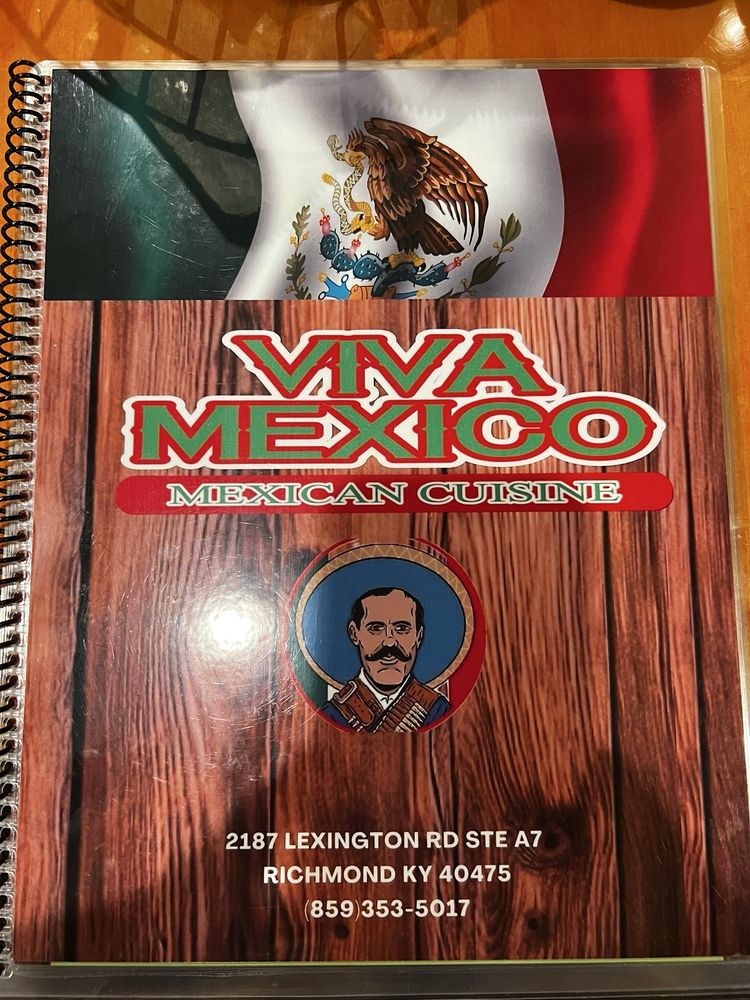 VIVA
MEXICO
MEXICAN CUISINE
2187 LEXINGTON RD STE A7
RICHMOND KY 40475
(859)353-5017